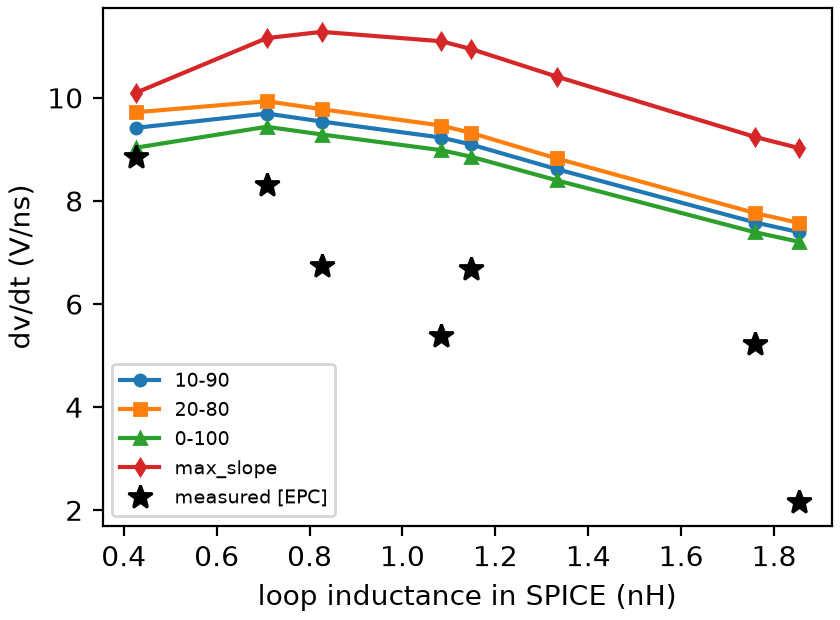 dv/dt (V/ns)
10
8
6
4
2
10-90
20-80
0-100
max_slope
measured [EPC]
0.4 0.6 0.8 1.0 1.2 1.4 1.6 1.8
loop inductance in SPICE (nH)